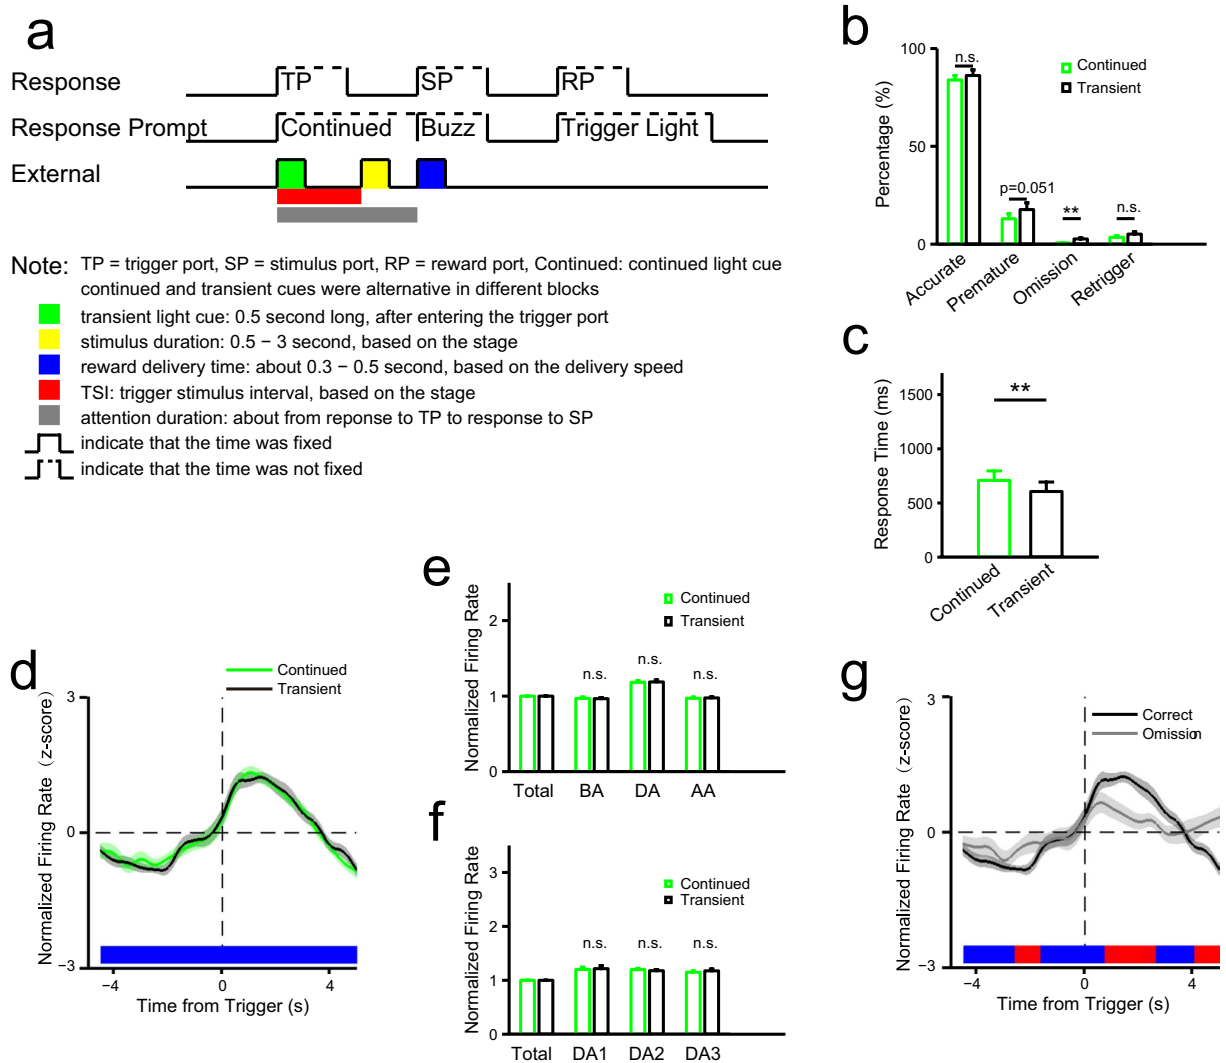 a
Response
TP
SP
RP
Response Prompt
Continued
Buzz
Trigger Light
External
Note: TP = trigger port, SP = stimulus port, RP = reward port, Continued: continued light cue
continued and transient cues were alternative in different blocks
transient light cue: 0.5 second long, after entering the trigger port
stimulus duration: 0.5 − 3 second, based on the stage
reward delivery time: about 0.3 − 0.5 second, based on the delivery speed
TSI: trigger stimulus interval, based on the stage
attention duration: about from reponse to TP to response to SP
indicate that the time was fixed
indicate that the time was not fixed
b
Percentage (%)
100
50
0
Continued
Transient
n.s.
p=0.051
**
n.s.
Accurate
Premature
Omission
Retrigger
c
Response Time (ms)
1500
1000
500
0
**
Continued
Transient
d
Normalized Firing Rate (z-score)
Continued
Transient
3
0
−3
−4
0
4
Time from Trigger (s)
e
Normalized Firing Rate
Continued
Transient
2
1
0
n.s.
n.s.
n.s.
Total
BA
DA
AA
f
Normalized Firing Rate
Continued
Transient
3
2
1
0
n.s.
n.s.
n.s.
Total
DA1
DA2
DA3
g
Normalized Firing Rate (z-score)
Correct
Omission
3
0
−3
−4
0
4
Time from Trigger (s)